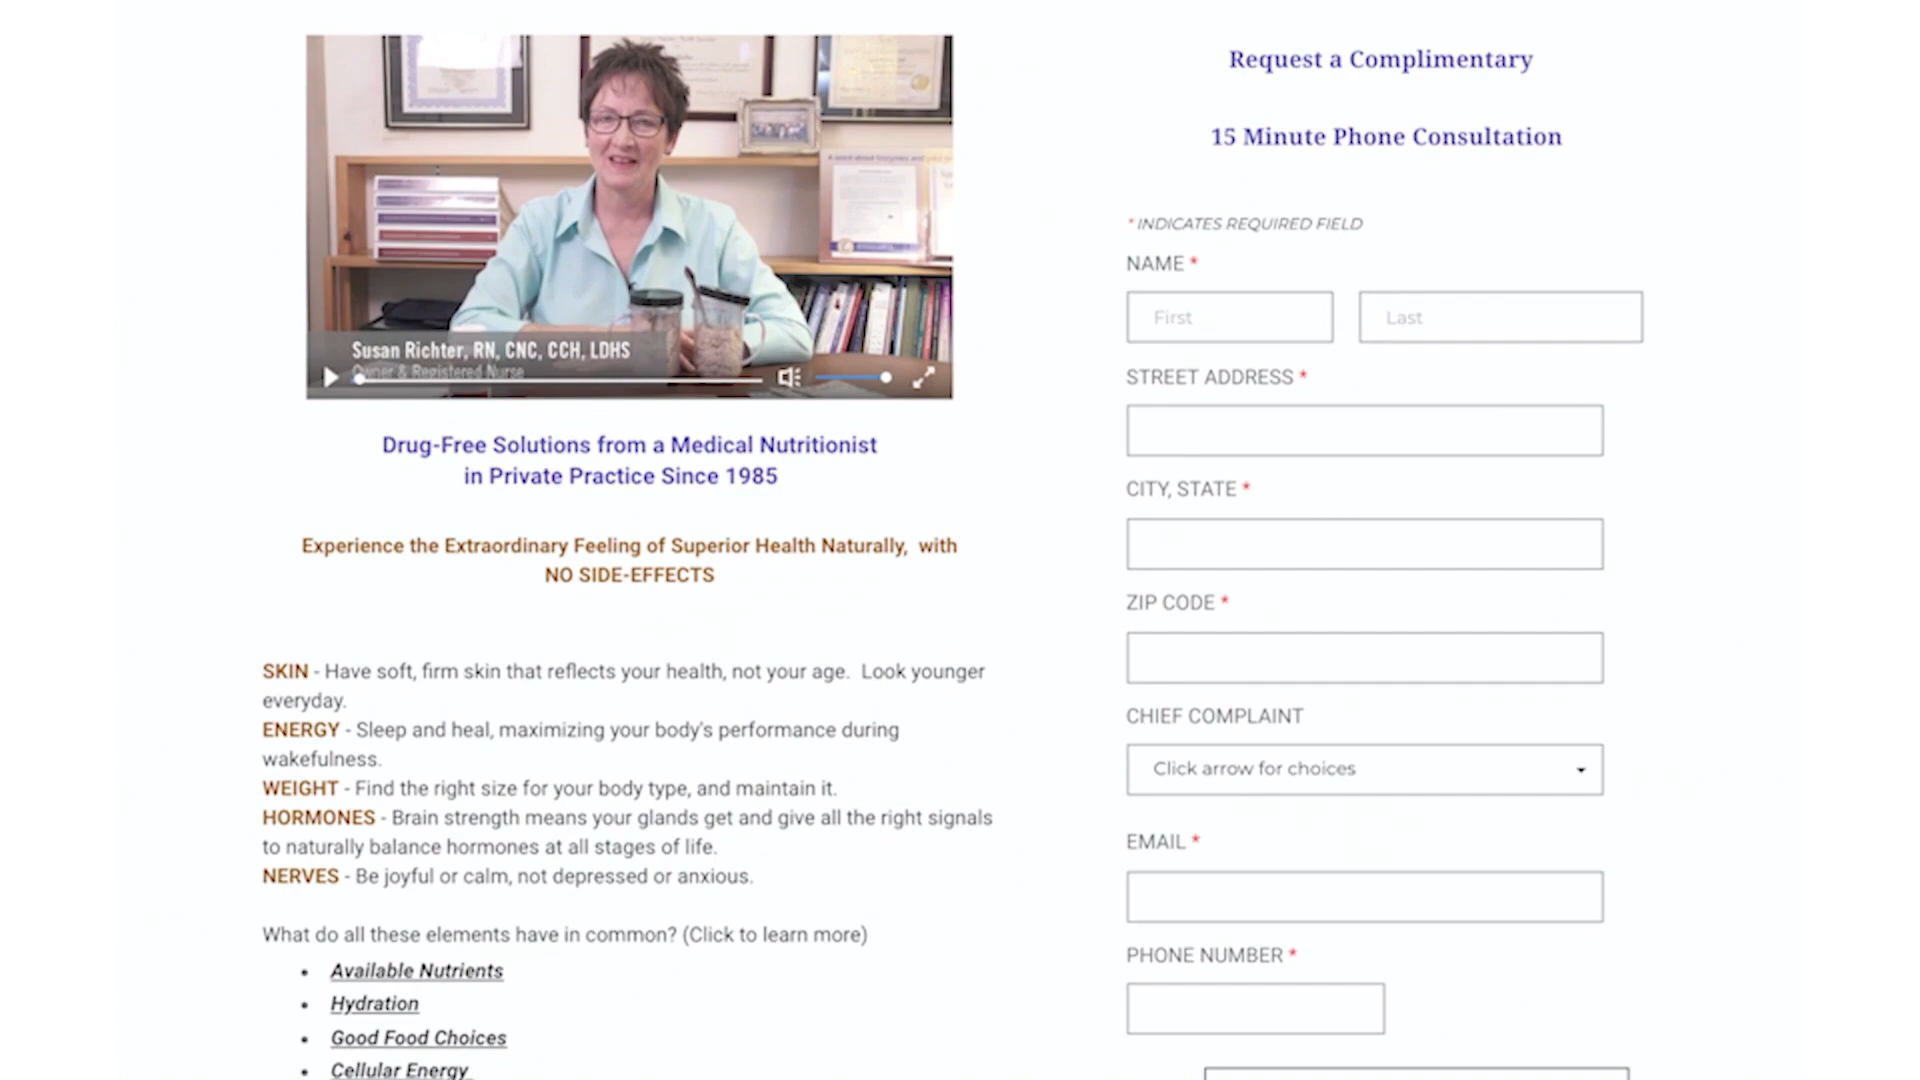 Susan Richter, RN, CNC, CCH, LDHS
Owner & Registered Nurse
Drug-Free Solutions from a Medical Nutritionist
in Private Practice Since 1985
Experience the Extraordinary Feeling of Superior Health Naturally, with
NO SIDE-EFFECTS
SKIN - Have soft, firm skin that reflects your health, not your age. Look younger
everyday.
ENERGY - Sleep and heal, maximizing your body's performance during
wakefulness.
WEIGHT - Find the right size for your body type, and maintain it.
HORMONES - Brain strength means your glands get and give all the right signals
to naturally balance hormones at all stages of life.
NERVES - Be joyful or calm, not depressed or anxious.
What do all these elements have in common? (Click to learn more)
• Available Nutrients
• Hydration
• Good Food Choices
• Cellular Energy
Request a Complimentary
15 Minute Phone Consultation
* INDICATES REQUIRED FIELD
NAME *
First Last
STREET ADDRESS *
CITY, STATE *
ZIP CODE *
CHIEF COMPLAINT
Click arrow for choices
EMAIL *
PHONE NUMBER *